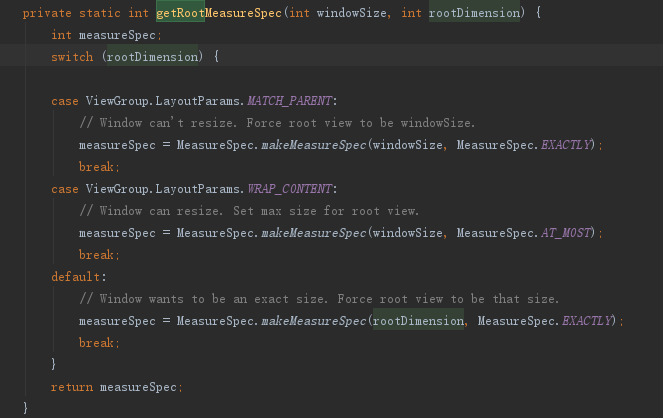 private static int getRootMeasureSpec(int windowSize, int rootDimension) {
int measureSpec;
switch (rootDimension) {
case ViewGroup.LayoutParams.MATCH_PARENT:
// Window can't resize. Force root view to be windowSize.
measureSpec = MeasureSpec.makeMeasureSpec(windowSize, MeasureSpec.EXACTLY);
break;
case ViewGroup.LayoutParams.WRAP_CONTENT:
// Window can resize. Set max size for root view.
measureSpec = MeasureSpec.makeMeasureSpec(windowSize, MeasureSpec.AT_MOST);
break;
default:
// Window wants to be an exact size. Force root view to be that size.
measureSpec = MeasureSpec.makeMeasureSpec(rootDimension, MeasureSpec.EXACTLY);
break;
}
return measureSpec;
}